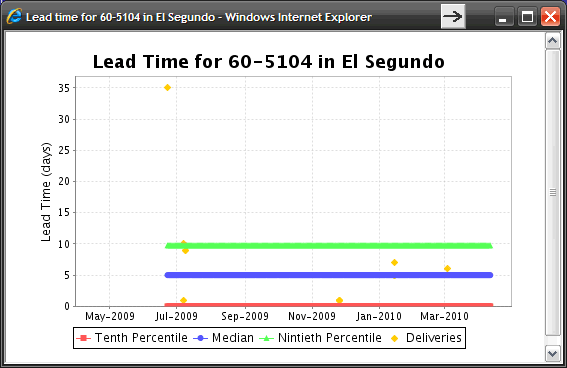 Lead time for 60-5104 in El Segundo - Windows Internet Explorer
Lead Time for 60-5104 in El Segundo
Lead Time (days)
35
30
25
20
15
10
5
0
May-2009 Jul-2009 Sep-2009 Nov-2009 Jan-2010 Mar-2010
Tenth Percentile Median Nintieth Percentile Deliveries